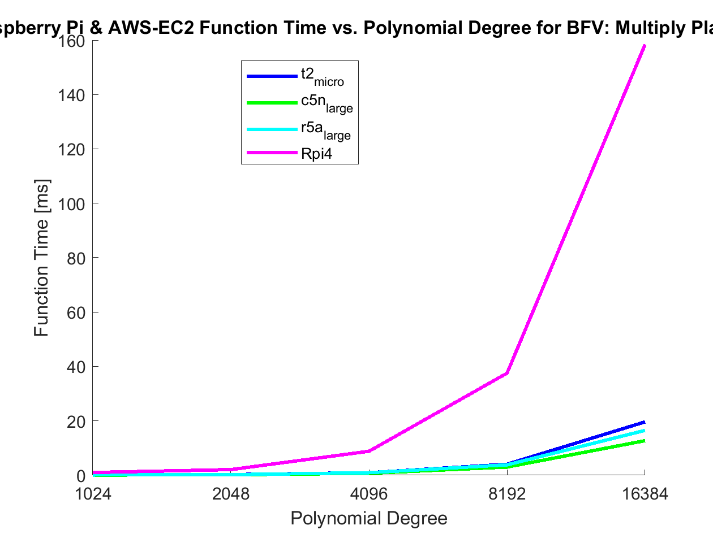 spberry Pi & AWS-EC2 Function Time vs. Polynomial Degree for BFV: Multiply Pla
160
140
120
100
80
60
40
20
0
Function Time [ms]
t2micro
c5nlarge
r5alarge
Rpi4
1024 2048 4096 8192 16384
Polynomial Degree